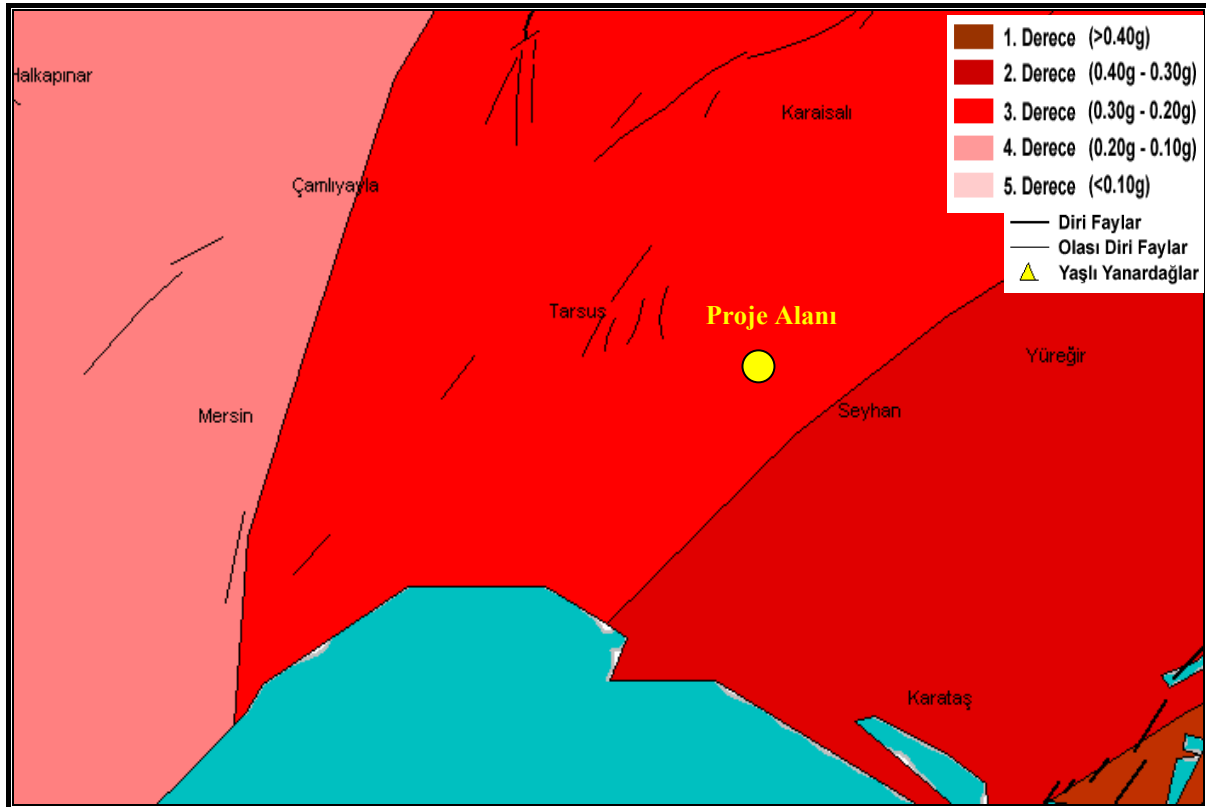 1. Derece (>0.40g)
2. Derece (0.40g - 0.30g)
3. Derece (0.30g - 0.20g)
4. Derece (0.20g - 0.10g)
5. Derece (<0.10g)
Diri Faylar
Olası Diri Faylar
Yaşlı Yanardağlar
Halkapınar
Karaisalı
Çamlıyayla
Tarsus
Proje Alanı
Yüreğir
Mersin
Seyhan
Karataş